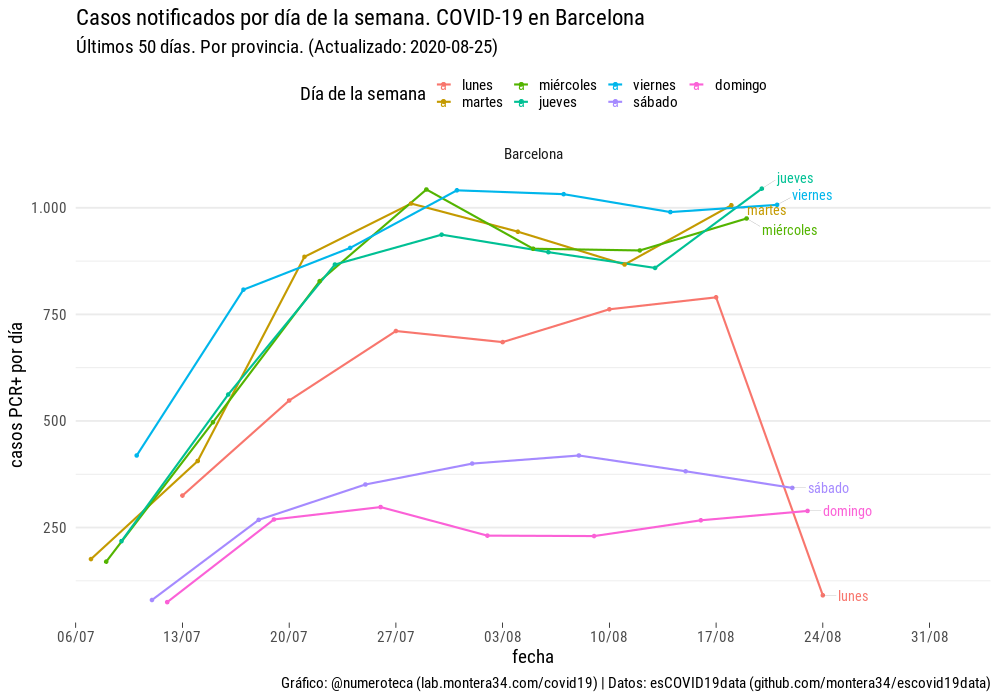 Casos notificados por día de la semana. COVID-19 en Barcelona
Últimos 50 días. Por provincia. (Actualizado: 2020-08-25)
Día de la semana
lunes
martes
miércoles
jueves
viernes
sábado
domingo
Barcelona
casos PCR+ por día
1.000
750
500
250
jueves
viernes
martes
miércoles
sábado
domingo
lunes
06/07 13/07 20/07 27/07 03/08 10/08 17/08 24/08 31/08
fecha
Gráfico: @numeroteca (lab.montera34.com/covid19) | Datos: esCOVID19data (github.com/montera34/escovid19data)